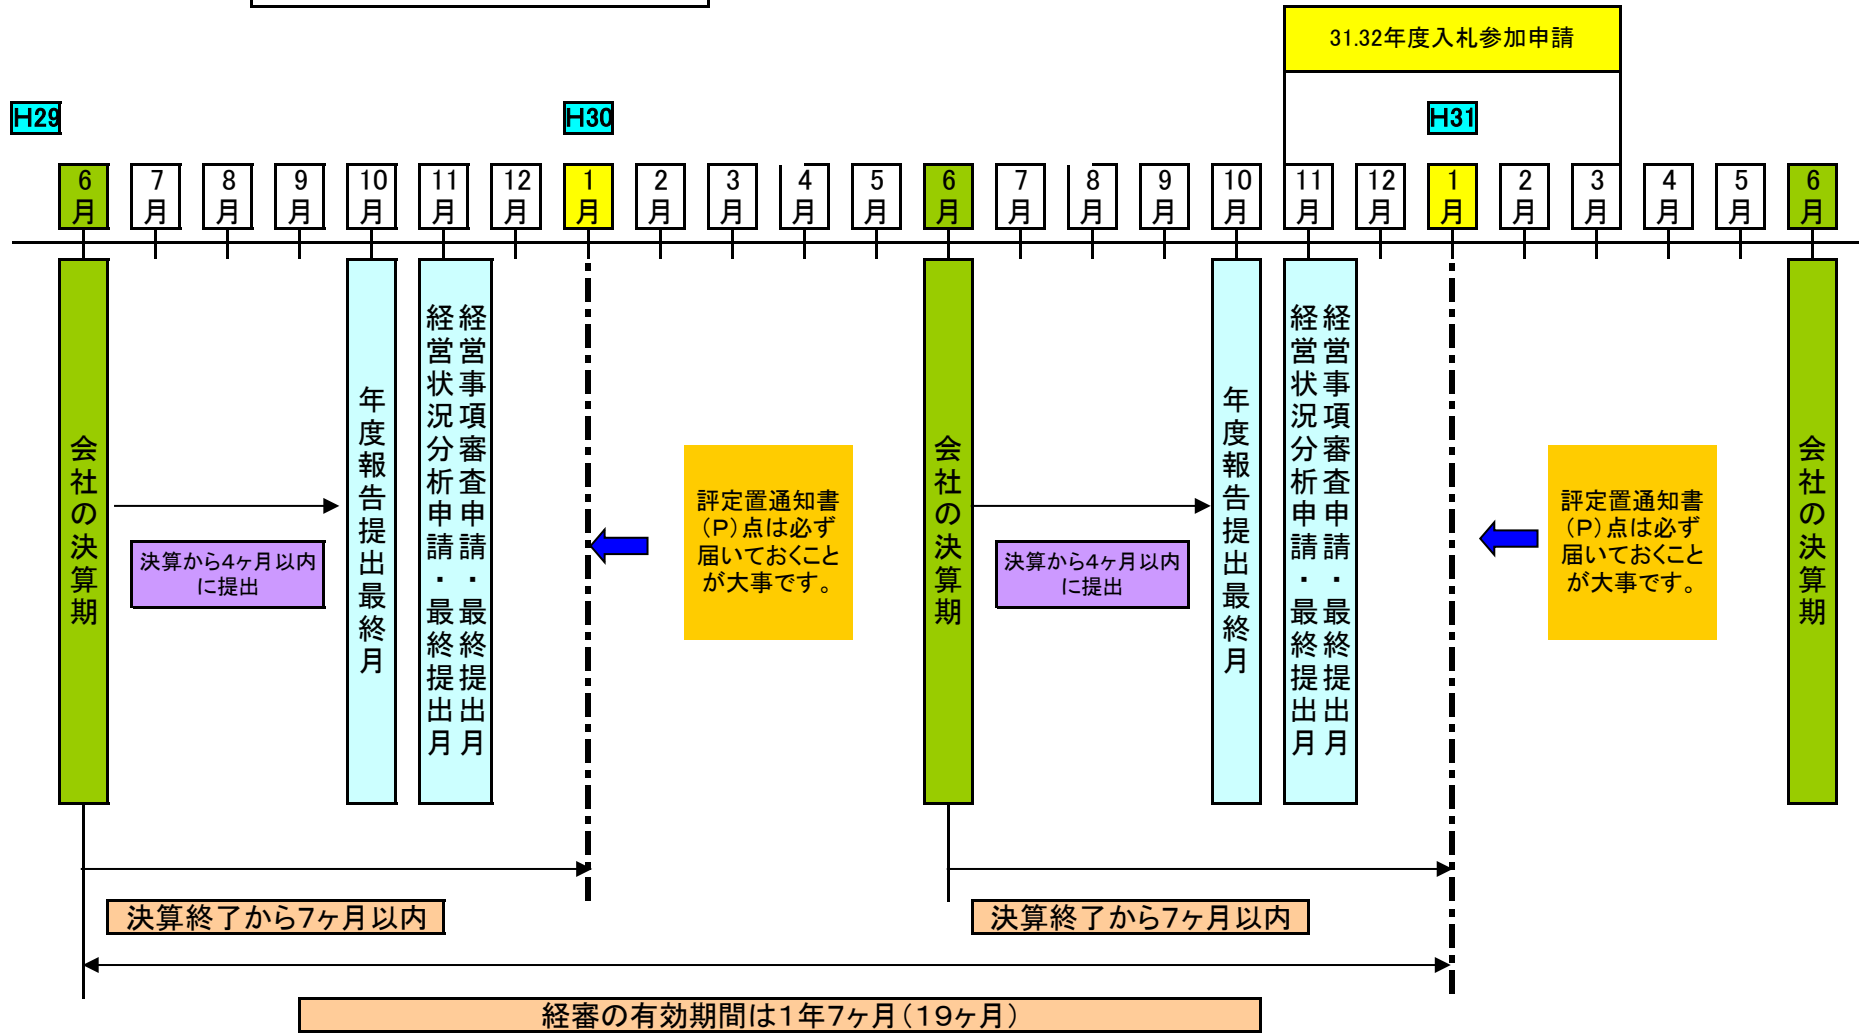 31.32年度入札参加申請
H29
H30
H31
6月
7月
8月
9月
10月
11月
12月
1月
2月
3月
4月
5月
6月
7月
8月
9月
10月
11月
12月
1月
2月
3月
4月
5月
6月
会社の決算期
決算から4ヶ月以内
に提出
年度報告提出最終月
経営事項審査申請・最終提出月
経営状況分析申請・最終提出月
評定置通知書
(P)点は必ず
届いておくこと
が大事です。
会社の決算期
決算から4ヶ月以内
に提出
年度報告提出最終月
経営事項審査申請・最終提出月
経営状況分析申請・最終提出月
評定置通知書
(P)点は必ず
届いておくこと
が大事です。
会社の決算期
決算終了から7ヶ月以内
決算終了から7ヶ月以内
経審の有効期間は1年7ヶ月(19ヶ月)